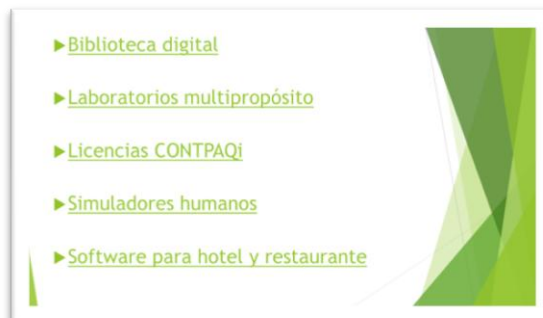 Biblioteca digital
Laboratorios multipropósito
Licencias CONTPAQi
Simuladores humanos
Software para hotel y restaurante